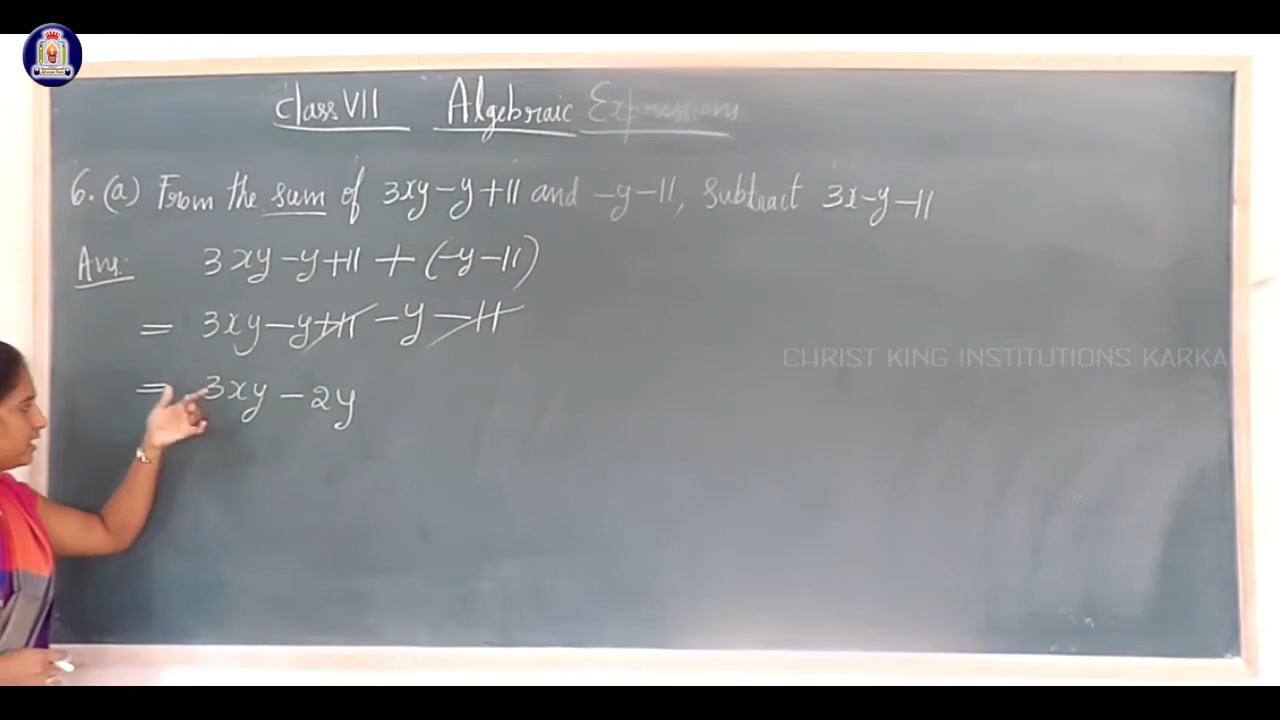 Class VII Algebraic Expressions
6. (a) From the sum of 3xy-y+11 and -y-11, subtract 3x-y-11
Ans: 3xy-y+11 + (-y-11)
= 3xy-y+11 -y-11
= 3xy-2y
CHRIST KING INSTITUTIONS KARKA